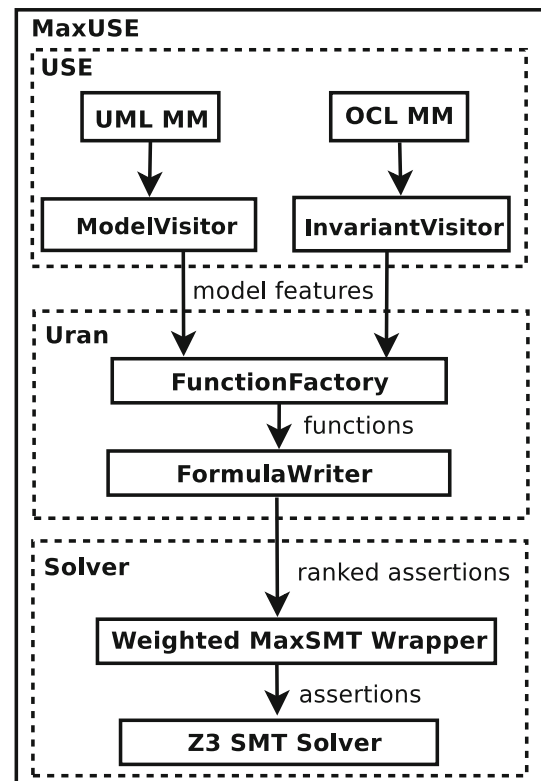 MaxUSE
USE
UML MM
OCL MM
ModelVisitor
InvariantVisitor
model features
Uran
FunctionFactory
functions
FormulaWriter
Solver
ranked assertions
Weighted MaxSMT Wrapper
assertions
Z3 SMT Solver